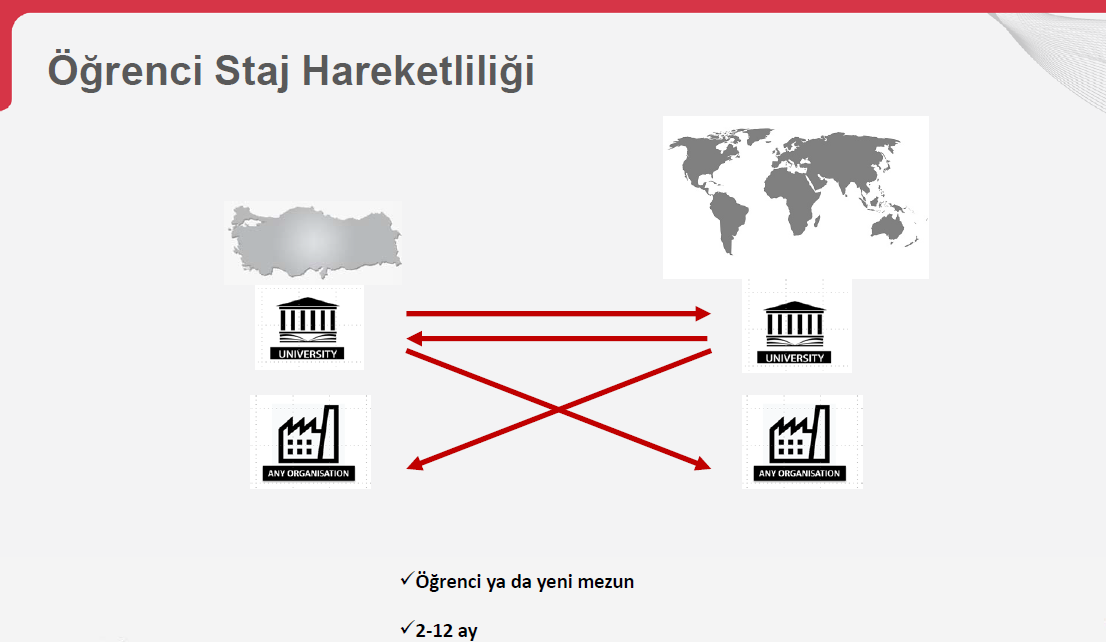 Öğrenci Staj Hareketliliği
UNIVERSITY
UNIVERSITY
ANY ORGANISATION
ANY ORGANISATION
✓Öğrenci ya da yeni mezun
✓2-12 ay